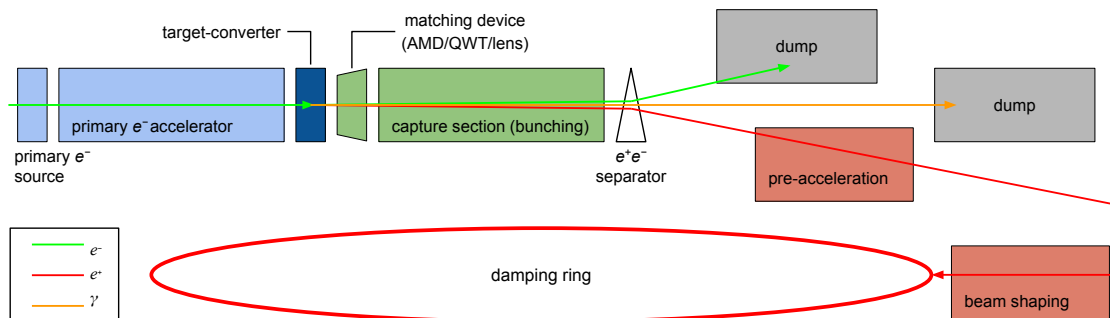 matching device
(AMD/QWT/lens)
target-converter
dump
primary e⁻ accelerator
capture section (bunching)
dump
primary e⁻
source
e⁺e⁻
separator
pre-acceleration
e⁻
e⁺
γ
damping ring
beam shaping